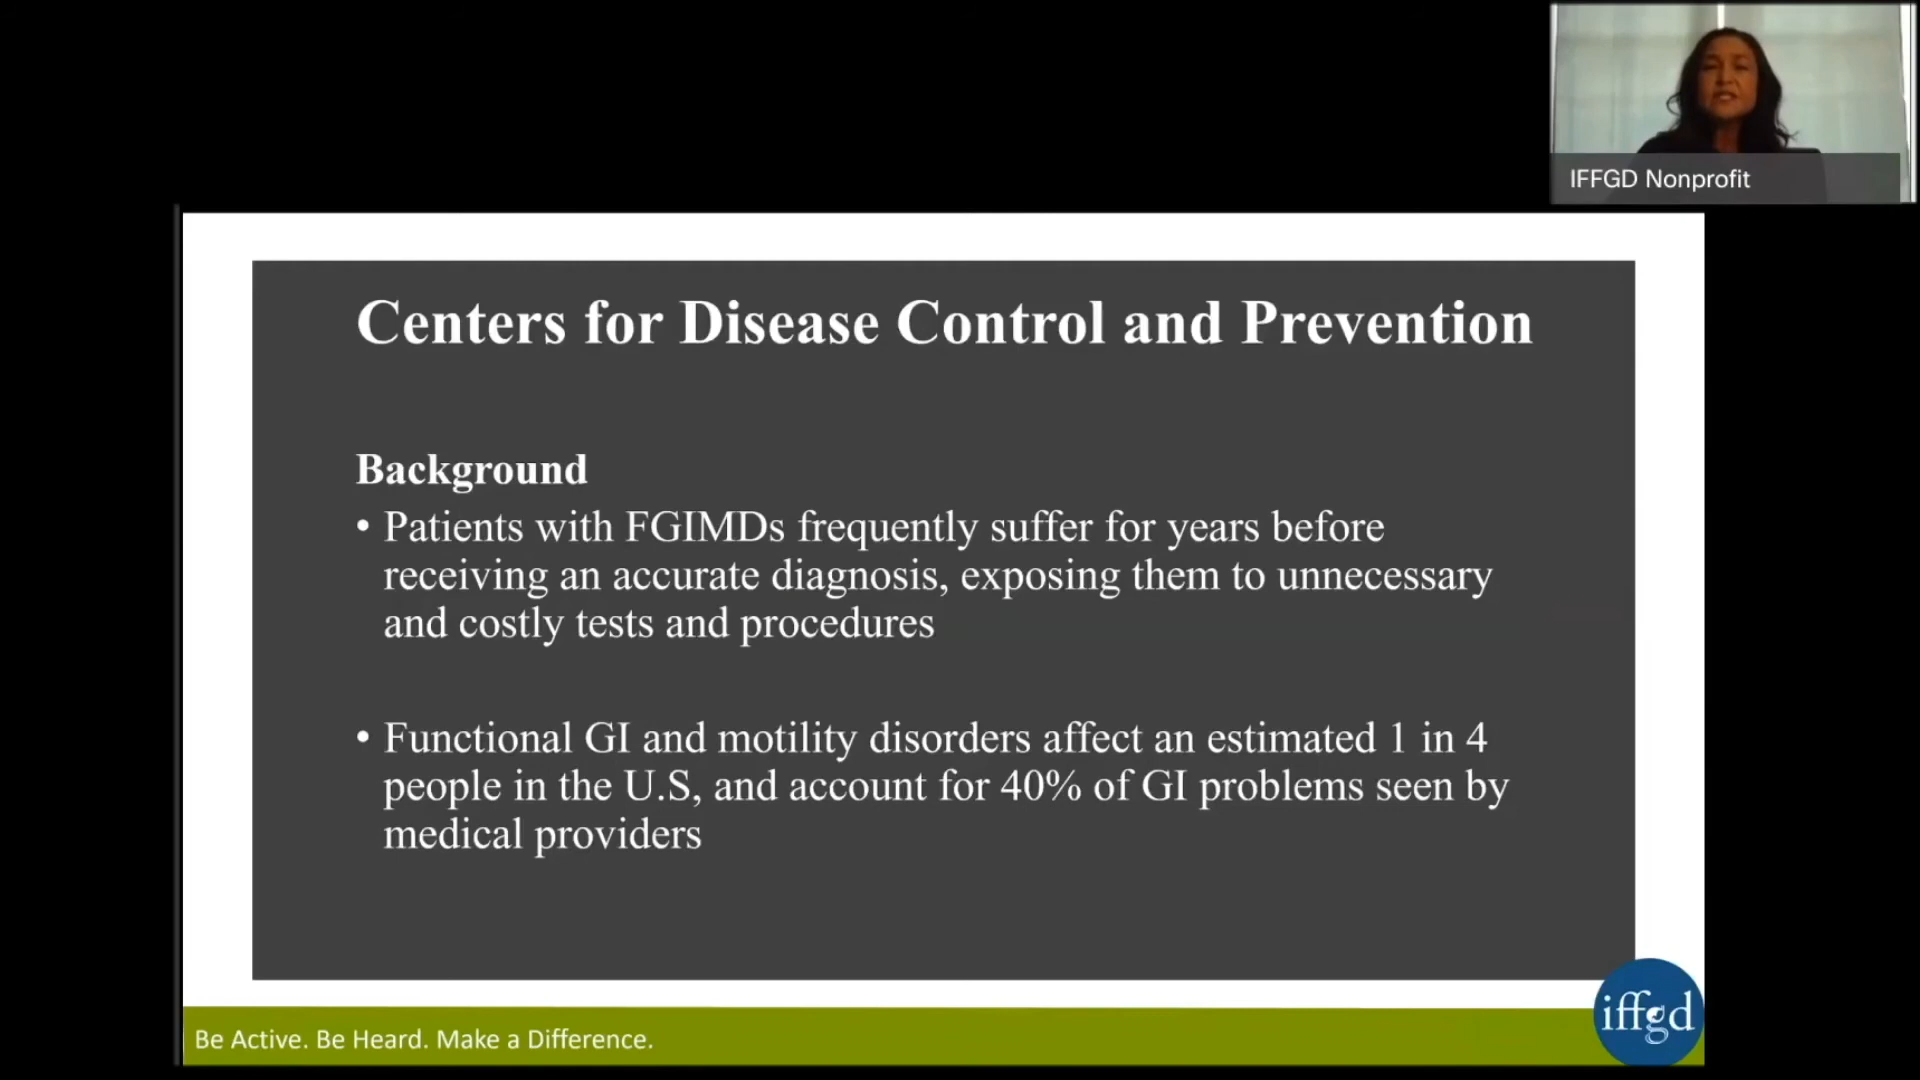 IFFGD Nonprofit
Centers for Disease Control and Prevention
Background
• Patients with FGIMDs frequently suffer for years before
receiving an accurate diagnosis, exposing them to unnecessary
and costly tests and procedures
• Functional GI and motility disorders affect an estimated 1 in 4
people in the U.S, and account for 40% of GI problems seen by
medical providers
iffgd
Be Active. Be Heard. Make a Difference.